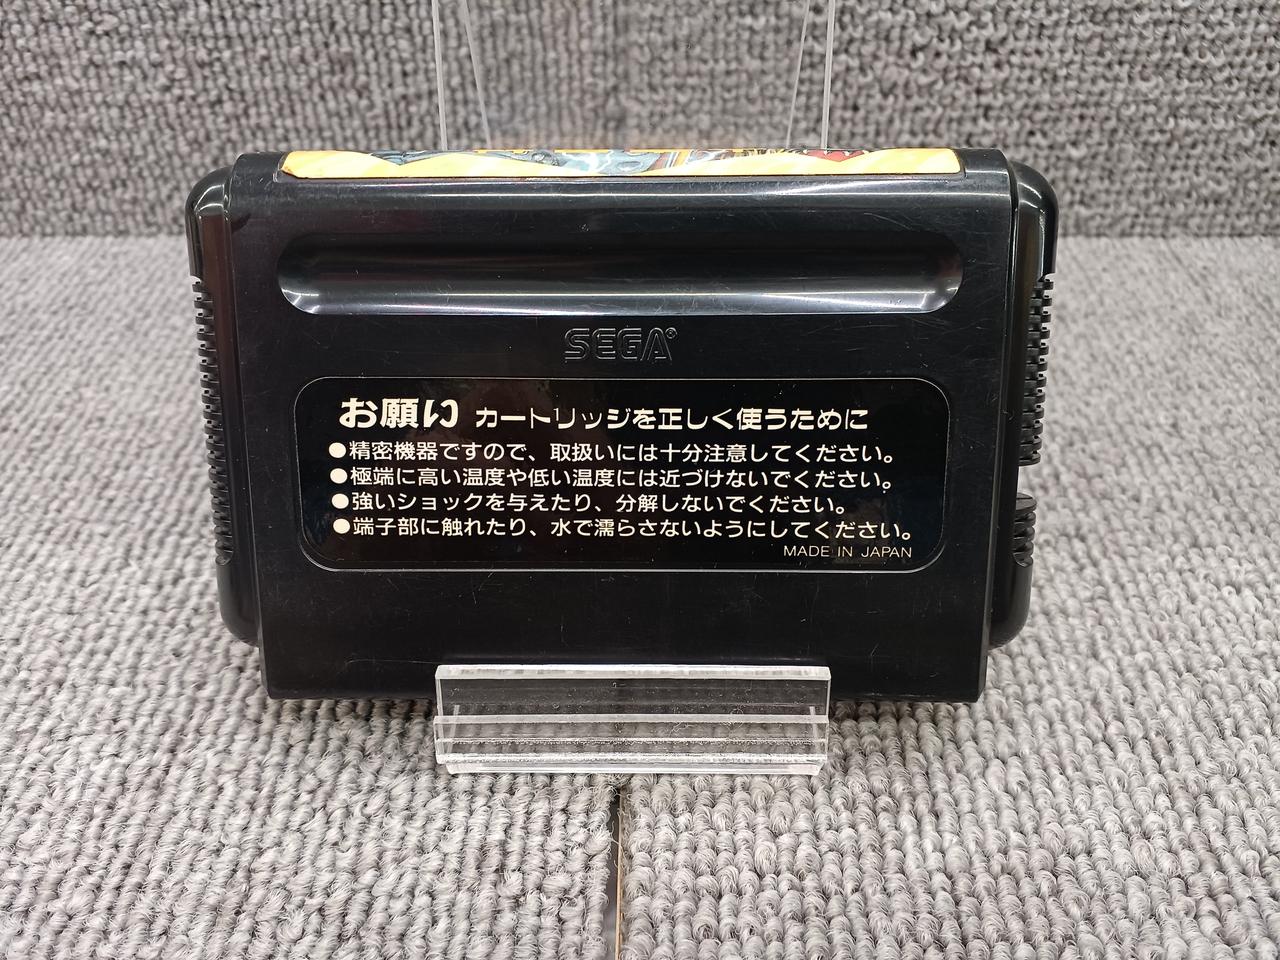 SEGA®
お願い カートリッジを正しく使うために
●精密機器ですので、取扱いには十分注意してください。
●極端に高い温度や低い温度には近づけないでください。
●強いショックを与えたり、分解しないでください。
●端子部に触れたり、水で濡らさないようにしてください。
MADE IN JAPAN